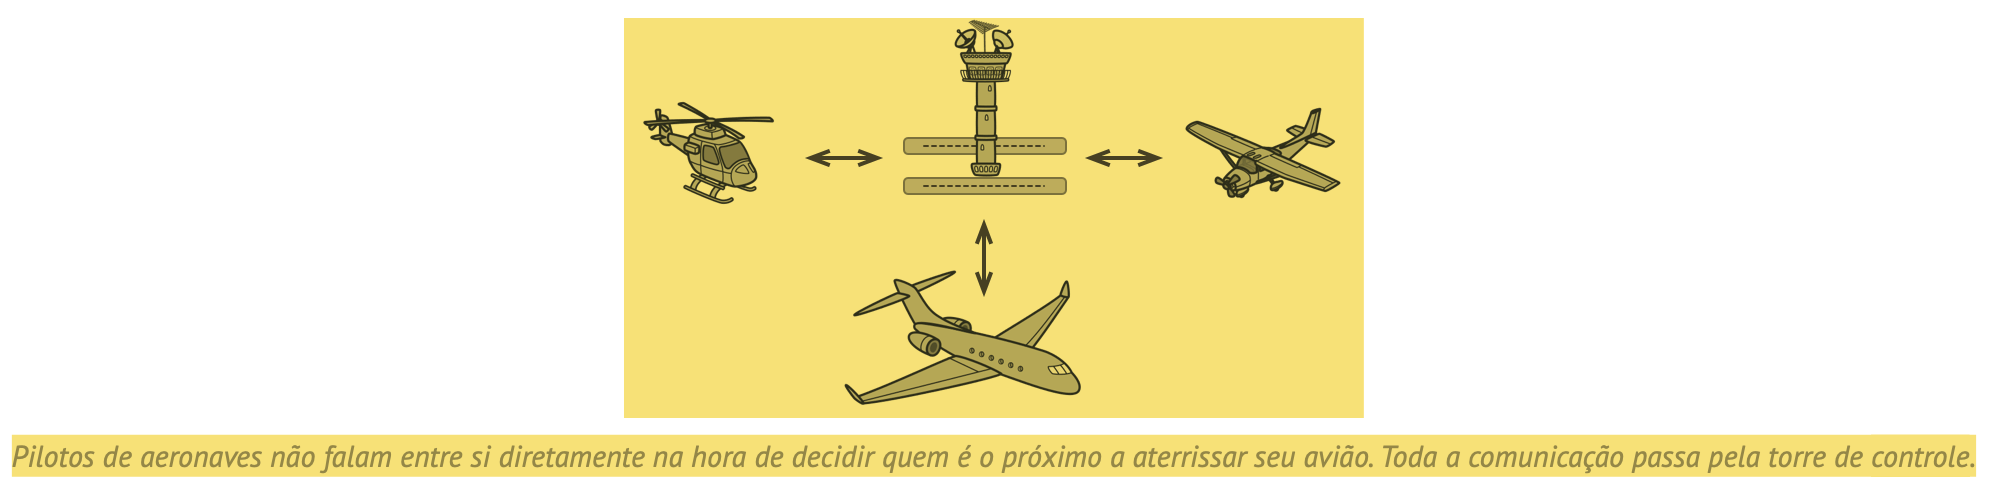 Pilotos de aeronaves não falam entre si diretamente na hora de decidir quem é o próximo a aterrissar seu avião. Toda a comunicação passa pela torre de controle.